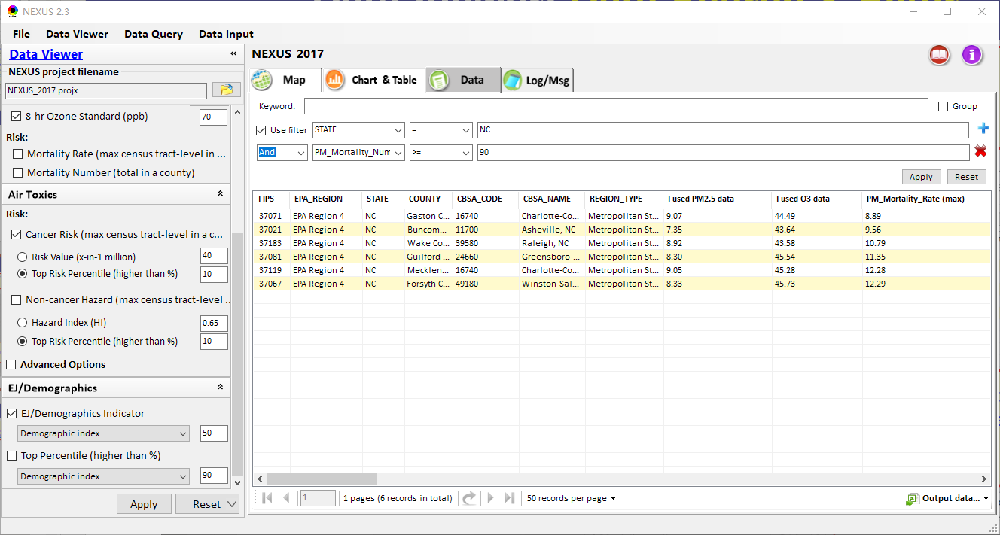 NEXUS 2.3
File Data Viewer Data Query Data Input
Data Viewer «
NEXUS project filename
NEXUS_2017.projx
8-hr Ozone Standard (ppb) 70
Risk:
Mortality Rate (max census tract-level in ...
Mortality Number (total in a county)
Air Toxics
Risk:
Cancer Risk (max census tract-level in a c...
Risk Value (x-in-1 million) 40
Top Risk Percentile (higher than %) 10
Non-cancer Hazard (max census tract-level ...
Hazard Index (HI) 0.65
Top Risk Percentile (higher than %) 10
Advanced Options
EJ/Demographics
EJ/Demographics Indicator
Demographic index 50
Top Percentile (higher than %)
Demographic index 90
Apply Reset
NEXUS_2017
Map Chart & Table Data Log/Msg
Keyword: Group
Use filter STATE = NC
And PM_Mortality_Num >= 90
Apply Reset
FIPS EPA_REGION STATE COUNTY CBSA_CODE CBSA_NAME REGION_TYPE Fused PM2.5 data Fused O3 data PM_Mortality_Rate (max)
37071 EPA Region 4 NC Gaston C... 16740 Charlotte-Co... Metropolitan St... 9.07 44.49 8.89
37021 EPA Region 4 NC Buncom... 11700 Asheville, NC Metropolitan St... 7.35 43.64 9.56
37183 EPA Region 4 NC Wake Co... 39580 Raleigh, NC Metropolitan St... 8.92 43.58 10.79
37081 EPA Region 4 NC Guilford ... 24660 Greensboro-... Metropolitan St... 8.30 45.54 11.35
37119 EPA Region 4 NC Mecklen... 16740 Charlotte-Co... Metropolitan St... 9.05 45.28 12.28
37067 EPA Region 4 NC Forsyth C... 49180 Winston-Sal... Metropolitan St... 8.33 45.73 12.29
1 1 pages (6 records in total) 50 records per page Output data...